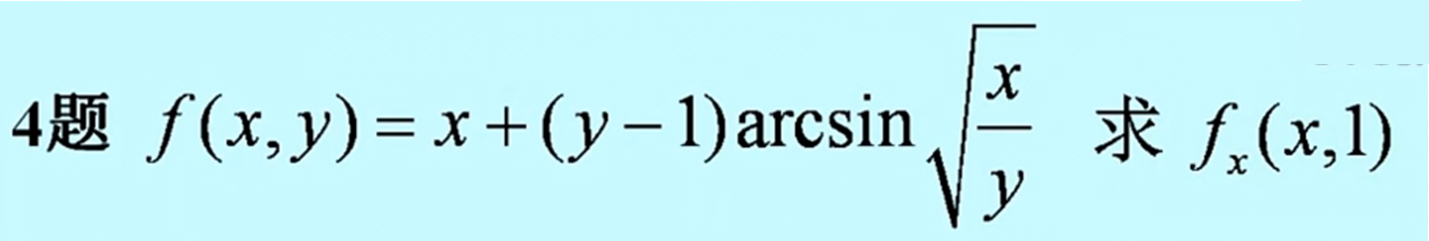 4题 f(x,y)=x+(y-1)arcsin√(x/y) 求 fₓ(x,1)